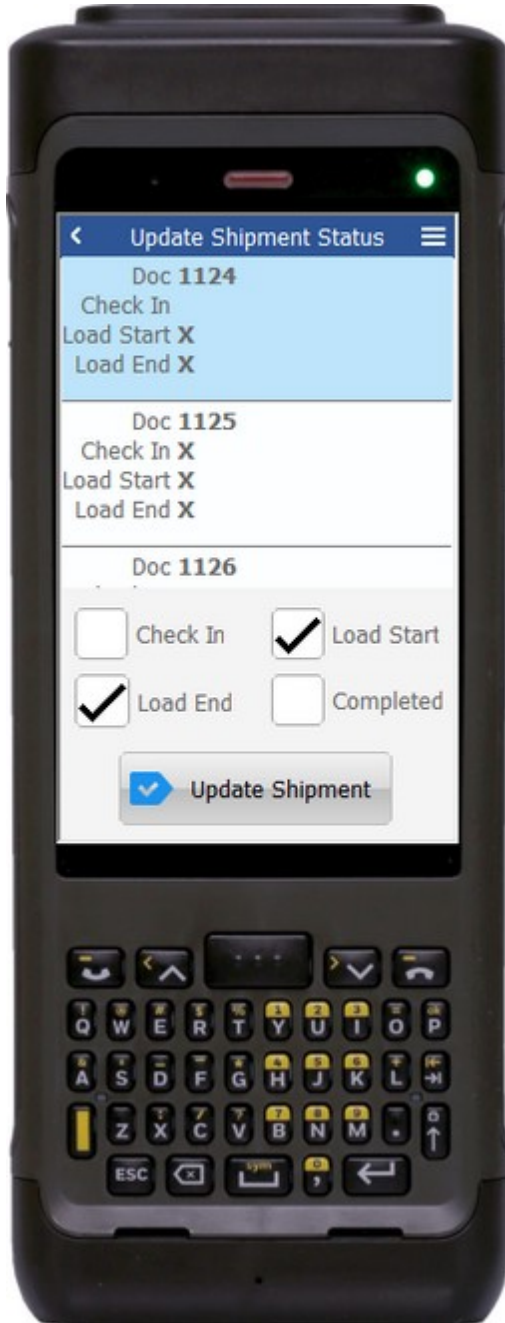 Update Shipment Status
Doc 1124
Check In
Load Start X
Load End X
Doc 1125
Check In X
Load Start X
Load End X
Doc 1126
Check In
Load Start
Load End
Completed
Update Shipment
Q W E R T Y U I O P
A S D F G H J K L
Z X C V B N M .
ESC sym ,